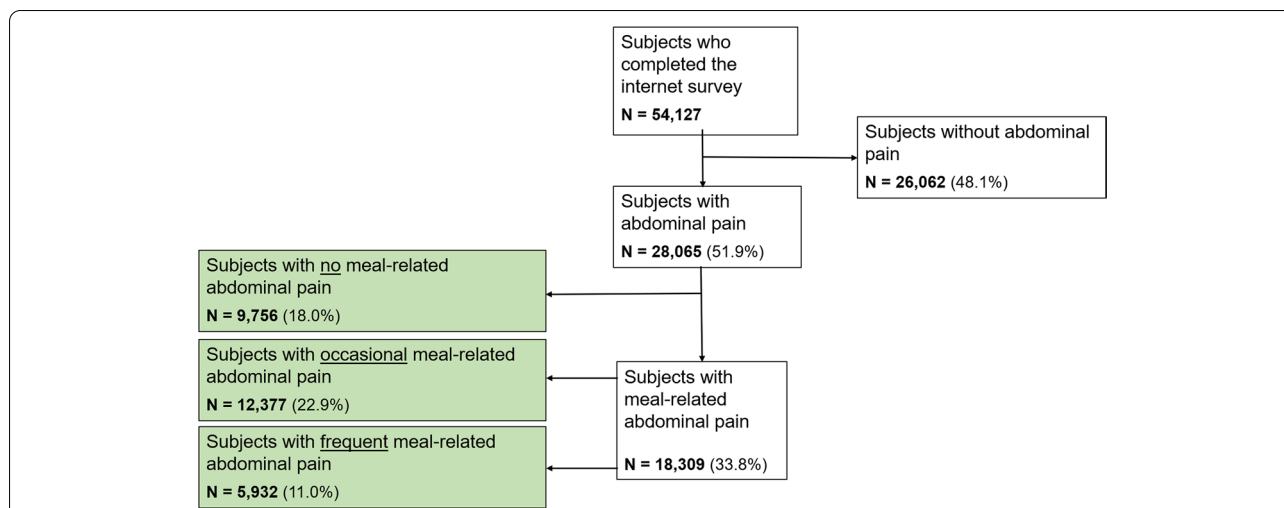 Subjects who
completed the
internet survey
N = 54,127
Subjects without abdominal
pain
N = 26,062 (48.1%)
Subjects with
abdominal pain
N = 28,065 (51.9%)
Subjects with no meal-related
abdominal pain
N = 9,756 (18.0%)
Subjects with occasional meal-related
abdominal pain
N = 12,377 (22.9%)
Subjects with
meal-related
abdominal pain
N = 18,309 (33.8%)
Subjects with frequent meal-related
abdominal pain
N = 5,932 (11.0%)